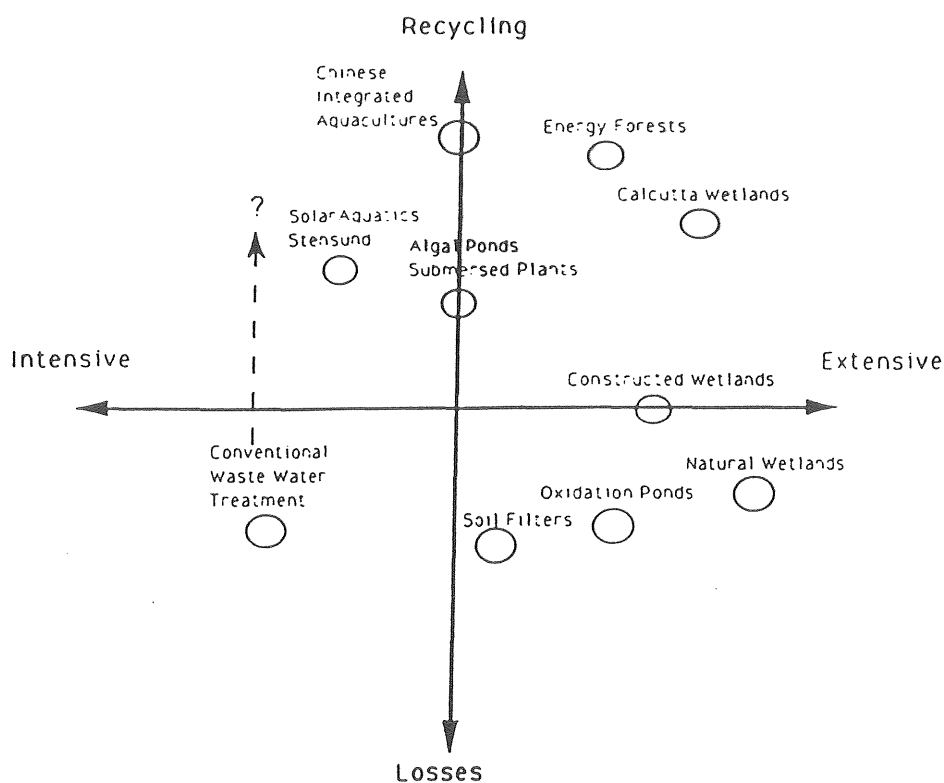 Recycling
Chinese
Integrated
Aquacultures
Energy Forests
Calcutta Wetlands
?
Solar Aquatics
Stensund
Algal Ponds
Submersed Plants
Intensive
Extensive
Constructed Wetlands
Conventional
Waste Water
Treatment
Natural Wetlands
Oxidation Ponds
Soil Filters
Losses